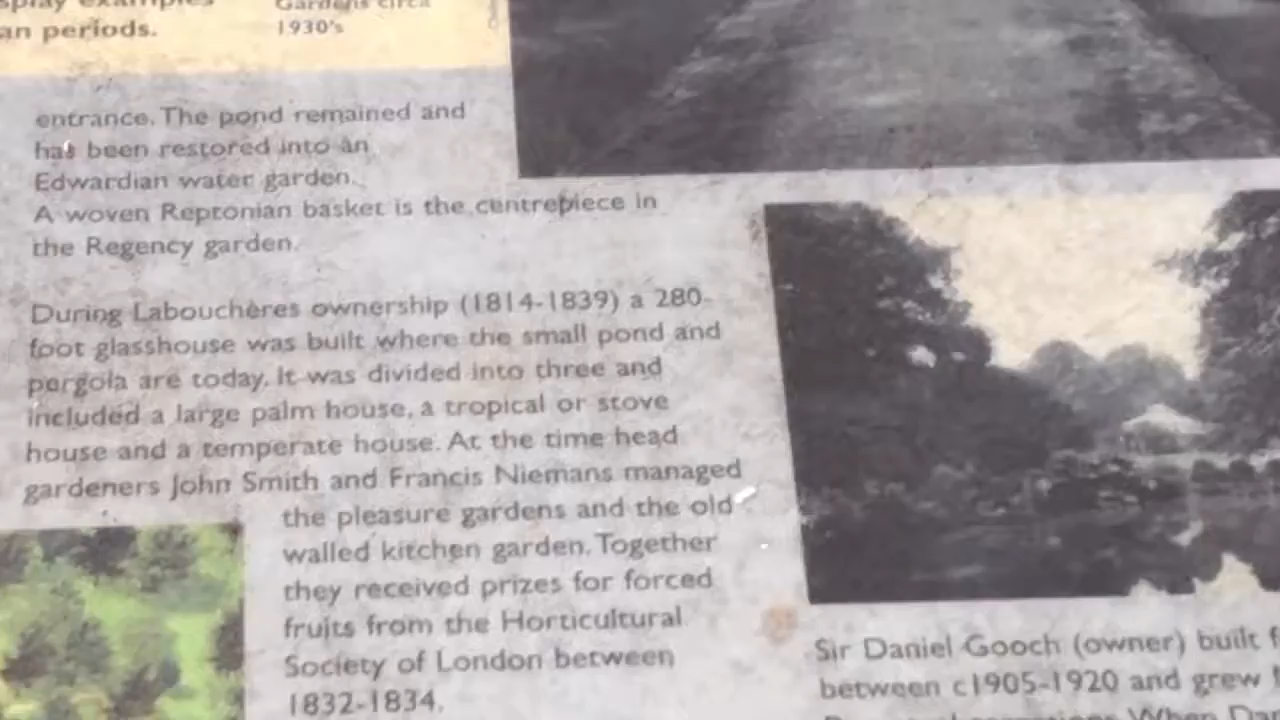 display examples
an periods.
Gardens circa
1930's
entrance. The pond remained and
has been restored into an
Edwardian water garden.
A woven Reptonian basket is the centrepiece in
the Regency garden.
During Labouchères ownership (1814-1839) a 280-
foot glasshouse was built where the small pond and
pergola are today. It was divided into three and
included a large palm house, a tropical or stove
house and a temperate house. At the time head
gardeners John Smith and Francis Niemans managed
the pleasure gardens and the old
walled kitchen garden. Together
they received prizes for forced
fruits from the Horticultural
Society of London between
1832-1834.
Sir Daniel Gooch (owner) built
between c1905-1920 and grew